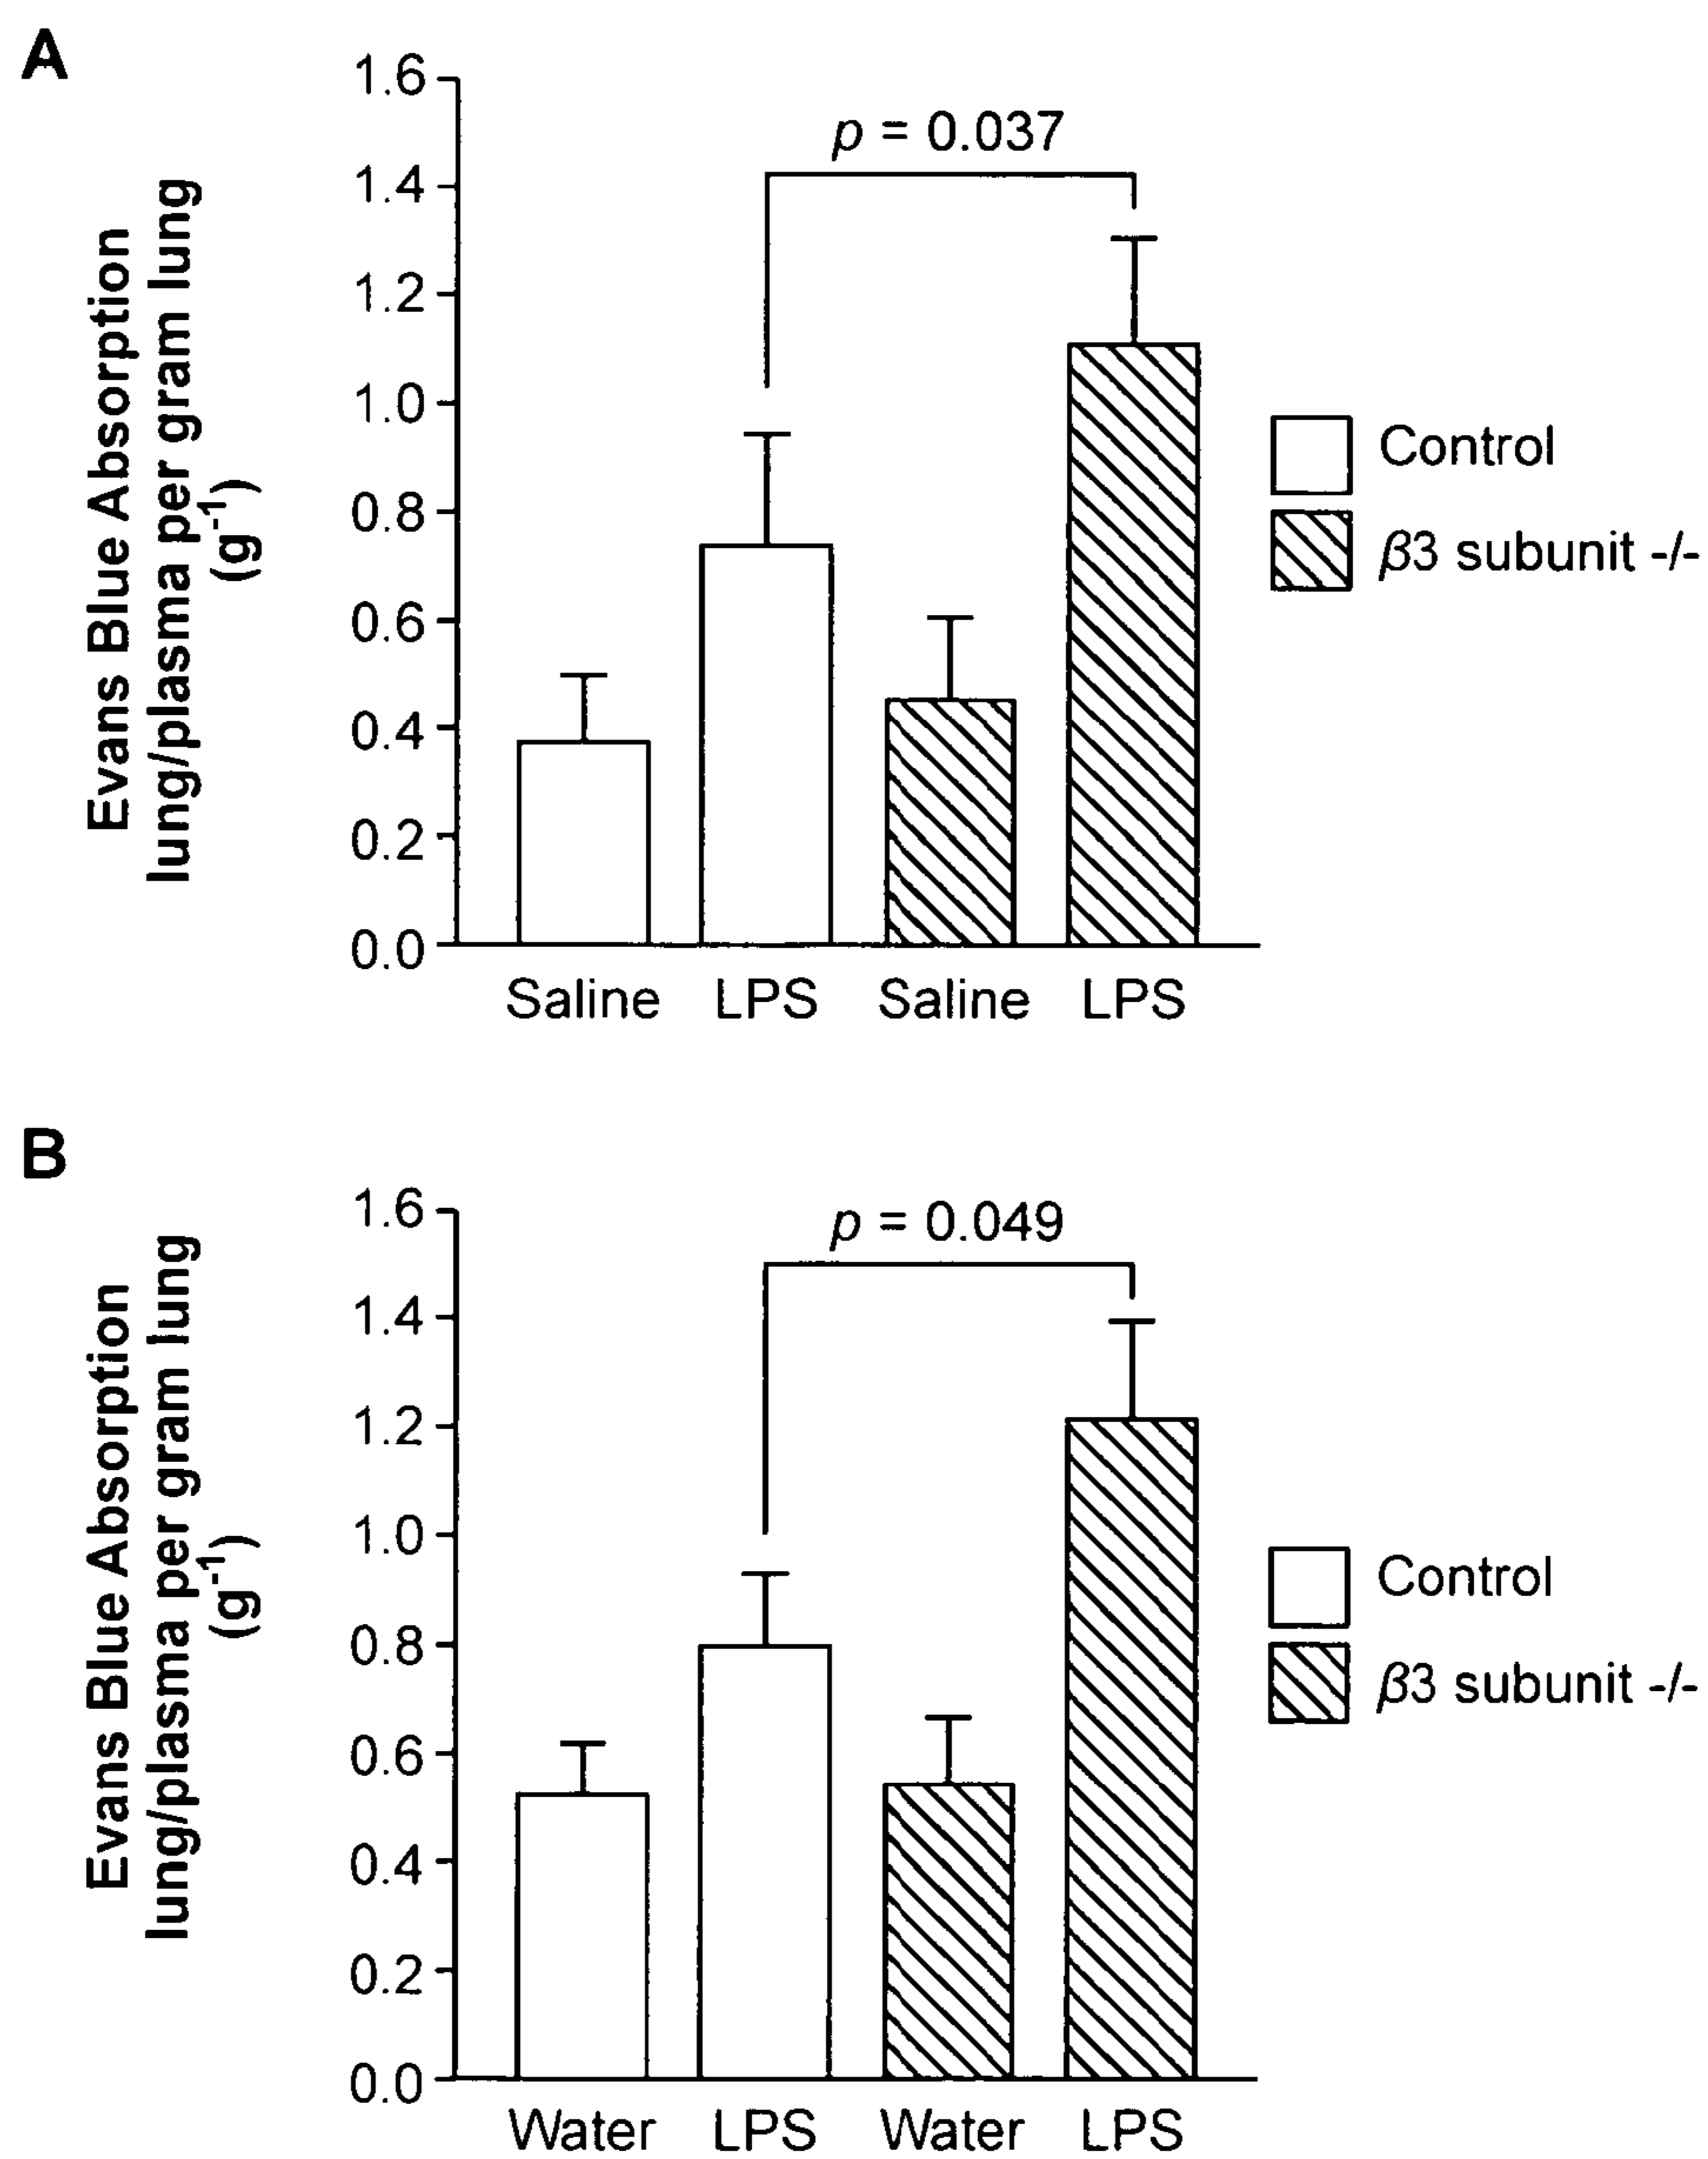 A
Evans Blue Absorption
lung/plasma per gram lung
(g⁻¹)
1.6
1.4
1.2
1.0
0.8
0.6
0.4
0.2
0.0
p = 0.037
Saline LPS Saline LPS
Control
β3 subunit -/-
B
Evans Blue Absorption
lung/plasma per gram lung
(g⁻¹)
1.6
1.4
1.2
1.0
0.8
0.6
0.4
0.2
0.0
p = 0.049
Water LPS Water LPS
Control
β3 subunit -/-